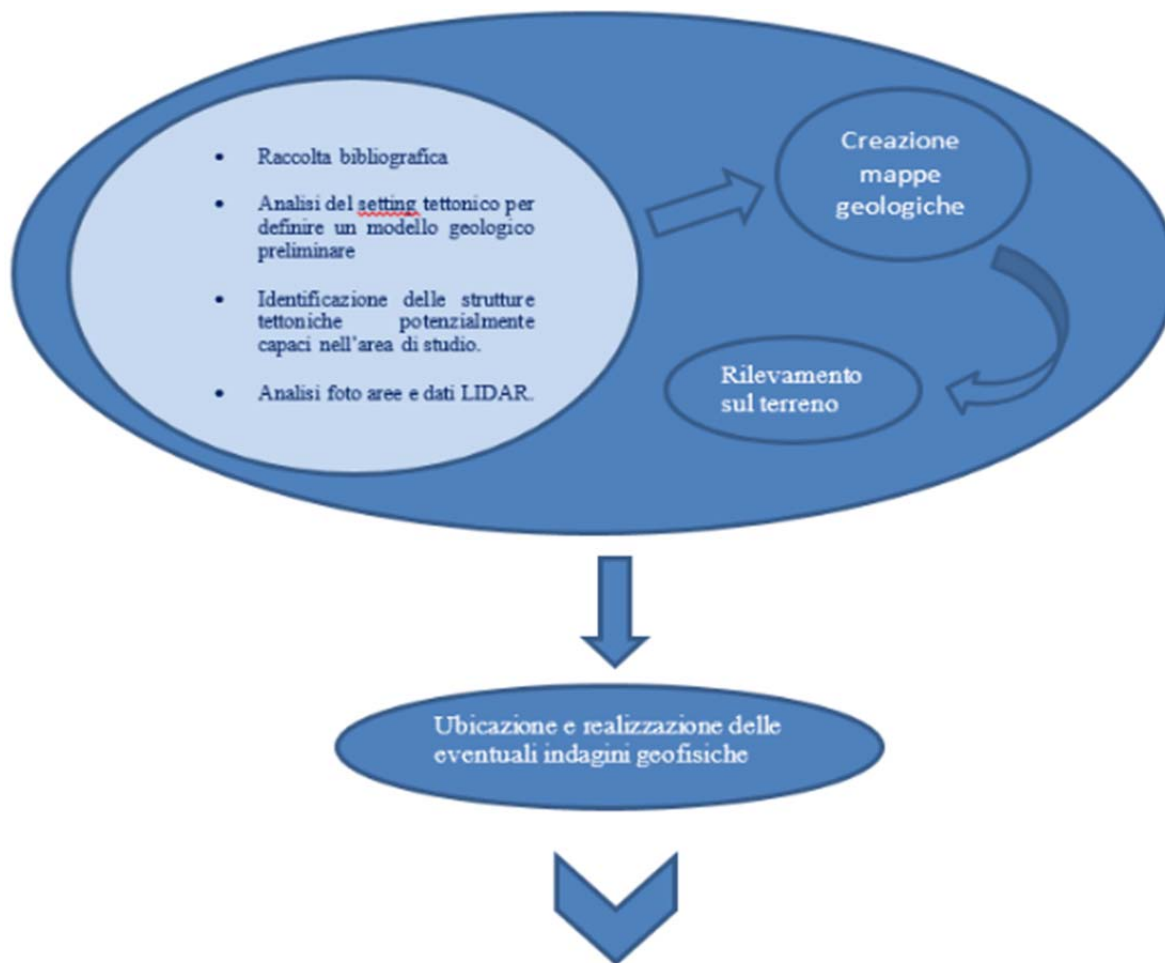 • Raccolta bibliografica
• Analisi del setting tettonico per
definire un modello geologico
preliminare
• Identificazione delle strutture
tettoniche potenzialmente
capaci nell'area di studio.
• Analisi foto aree e dati LIDAR.
Creazione
mappe
geologiche
Rilevamento
sul terreno
Ubicazione e realizzazione delle
eventuali indagini geofisiche